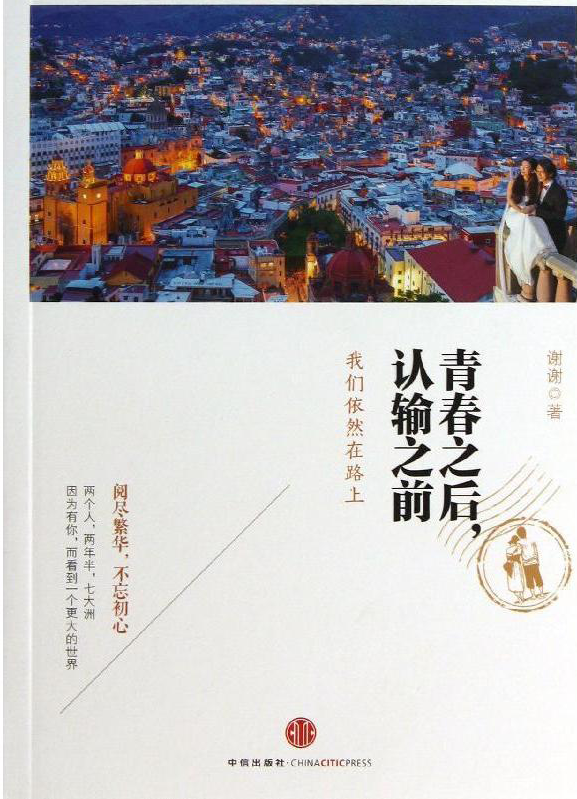 谢谢◎著
青春之后，
认输之前
我们依然在路上
阅尽繁华，不忘初心
两个人，两年半，七大洲
因为有你，而看到一个更大的世界
中信出版社·CHINACITICPRESS